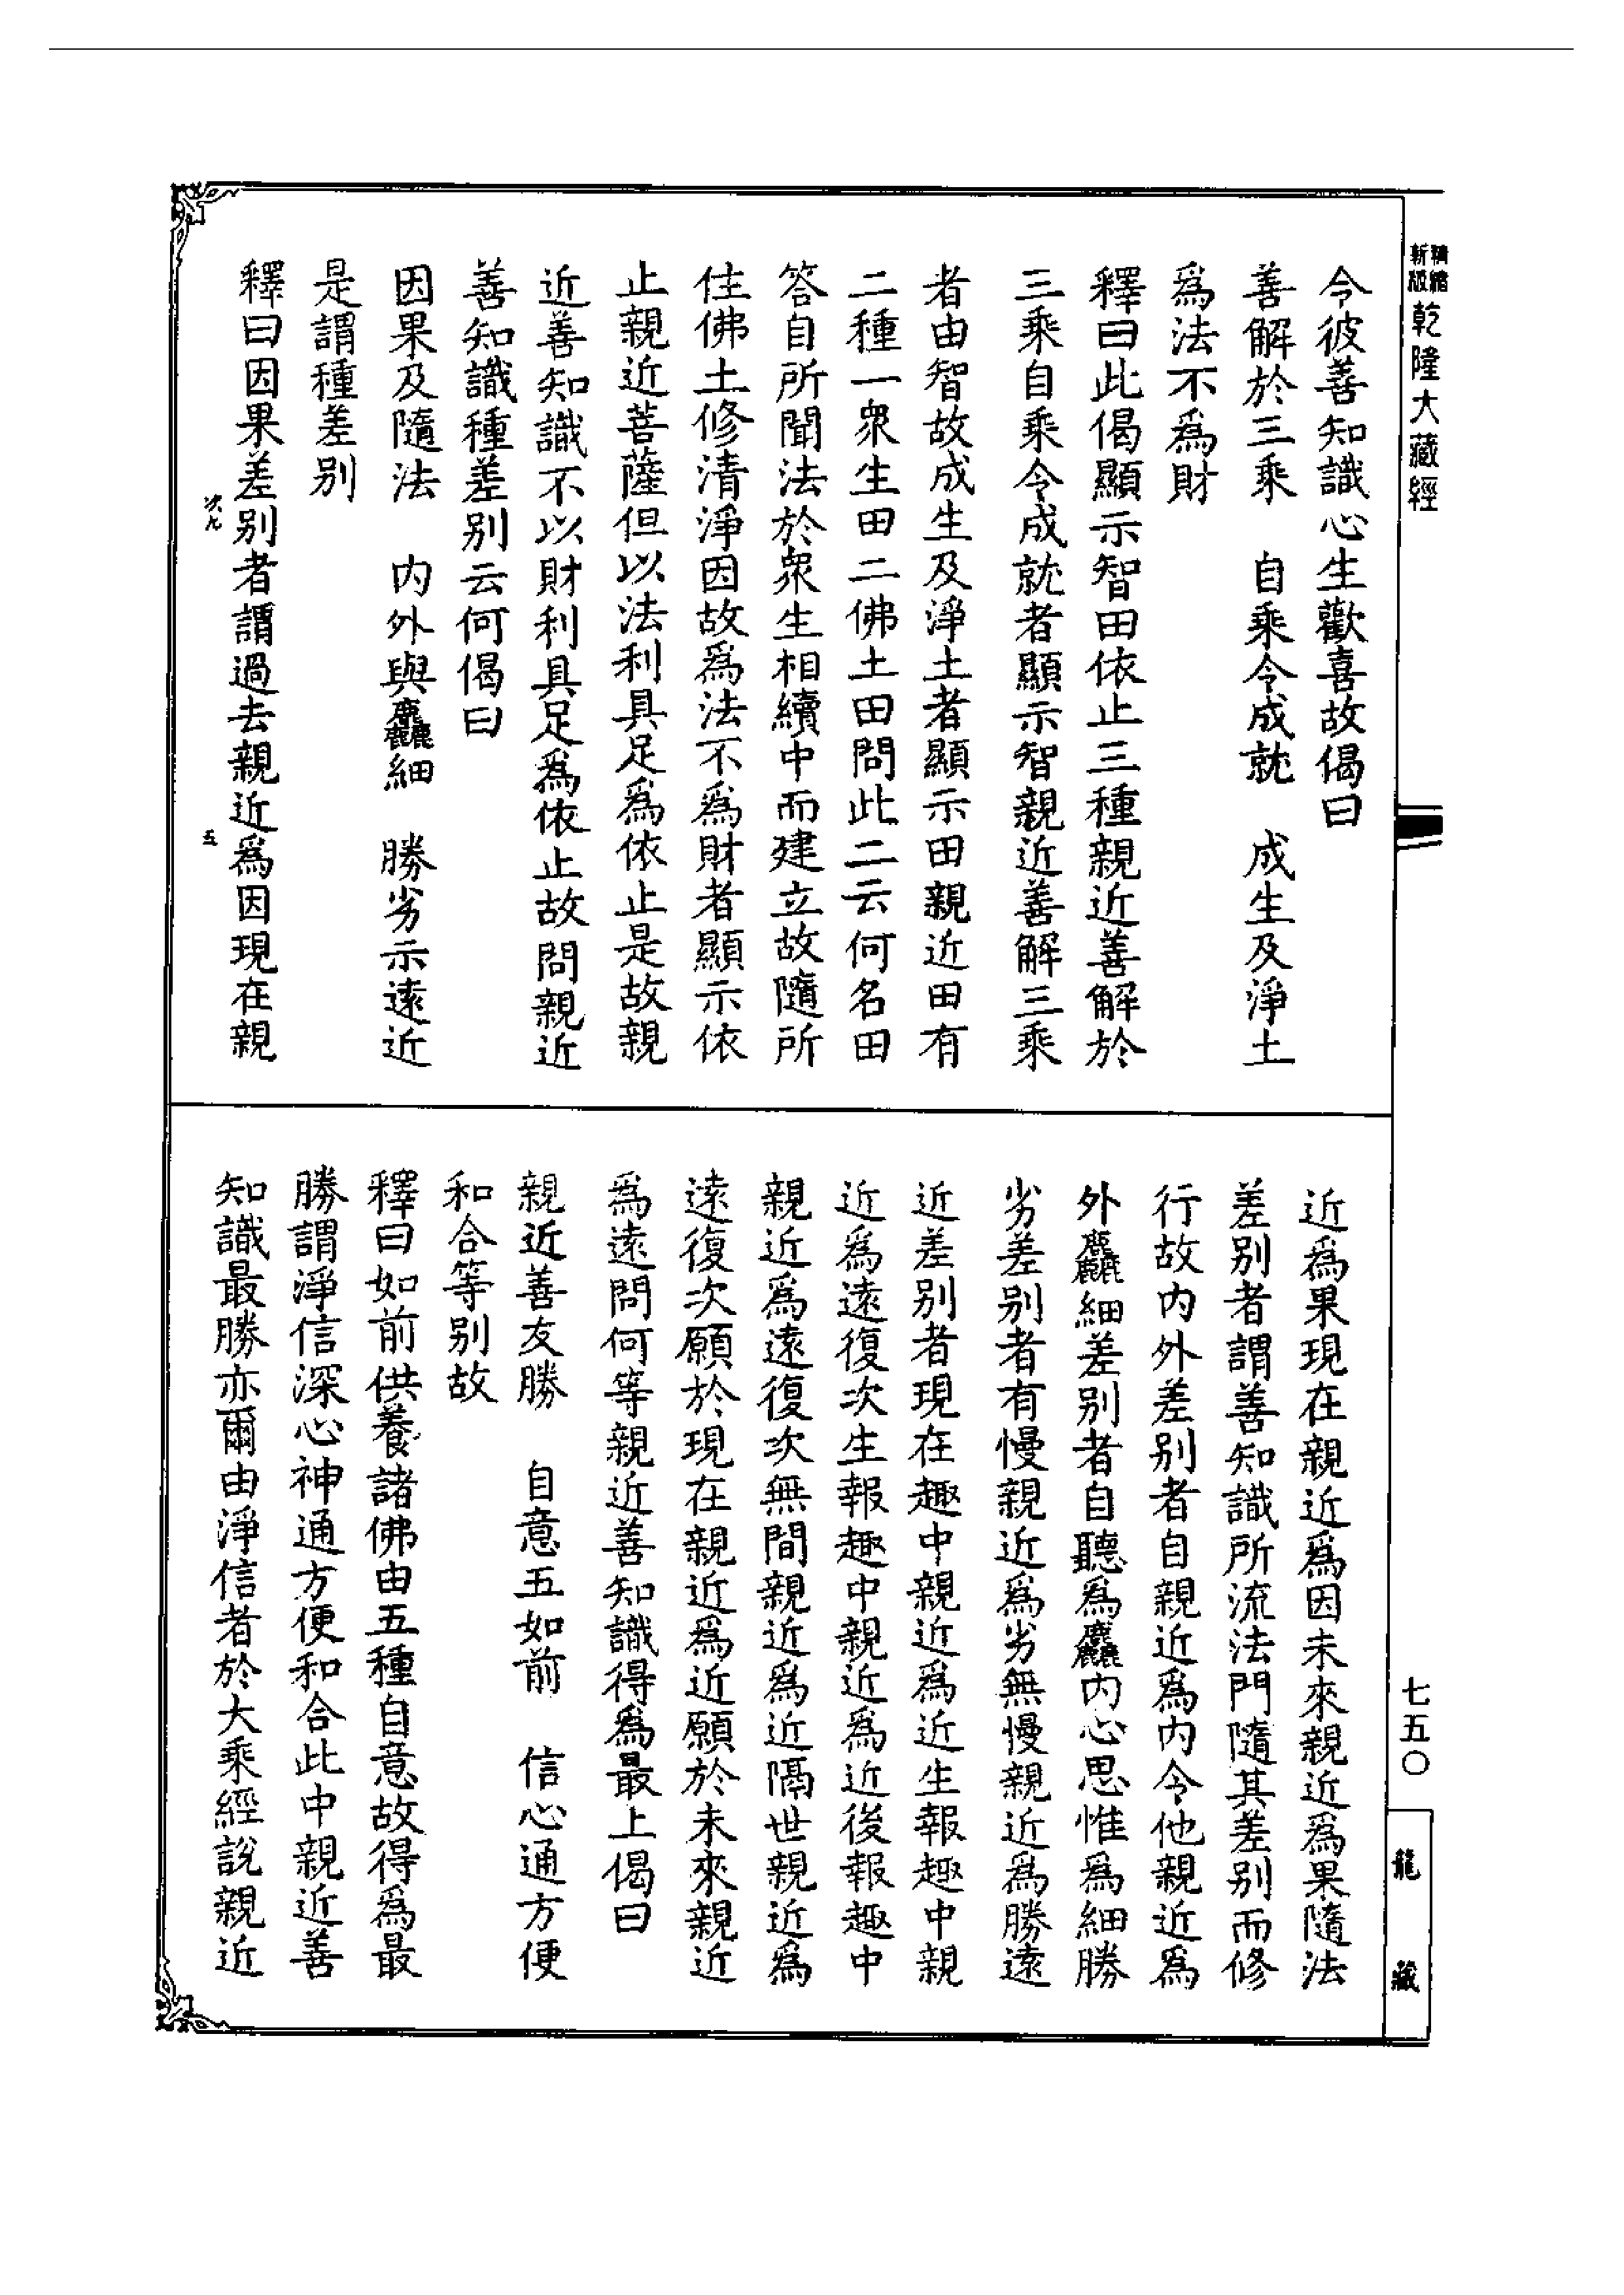 精縮新版 乾隆大藏經
令彼善知識心生歡喜故偈曰
善解於三乘　自乘令成就　成生及淨土
爲法不爲財
釋曰此偈顯示智田依止三種親近善解於
三乘自乘令成就者顯示智親近善解三乘
者由智故成生及淨土者顯示田親近田有
二種一衆生田二佛土田問此二云何名田
答自所聞法於衆生相續中而建立故隨所
住佛土修清淨因故爲法不爲財者顯示依
止親近菩薩但以法利具足爲依止是故親
近善知識不以財利具足爲依止故問親近
善知識種差别云何偈曰
因果及隨法　内外與麤細　勝劣示遠近
是謂種差别
釋曰因果差别者謂過去親近爲因現在親
次九　五
近爲果現在親近爲因未來親近爲果隨法
差别者謂善知識所流法門隨其差别而修
行故内外差别者自親近爲内令他親近爲
外麤細差别者自聽爲麤内心思惟爲細勝
劣差别者有慢親近爲劣無慢親近爲勝遠
近差别者現在趣中親近爲近生報趣中親
近爲遠復次生報趣中親近爲近後報趣中
親近爲遠復次無間親近爲近隔世親近爲
遠復次願於現在親近爲近願於未來親近
爲遠問何等親近善知識得爲最上偈曰
親近善友勝　自意五如前　信心通方便
和合等别故
釋曰如前供養諸佛由五種自意故得爲最
勝謂淨信深心神通方便和合此中親近善
知識最勝亦爾由淨信者於大乘經説親近
七五〇
龍藏